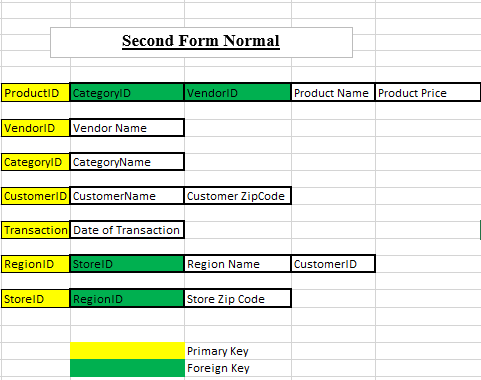 Second Form Normal
ProductID CategoryID VendorID Product Name Product Price
VendorID Vendor Name
CategoryID CategoryName
CustomerID CustomerName Customer ZipCode
Transaction Date of Transaction
RegionID StoreID Region Name CustomerID
StoreID RegionID Store Zip Code
Primary Key
Foreign Key